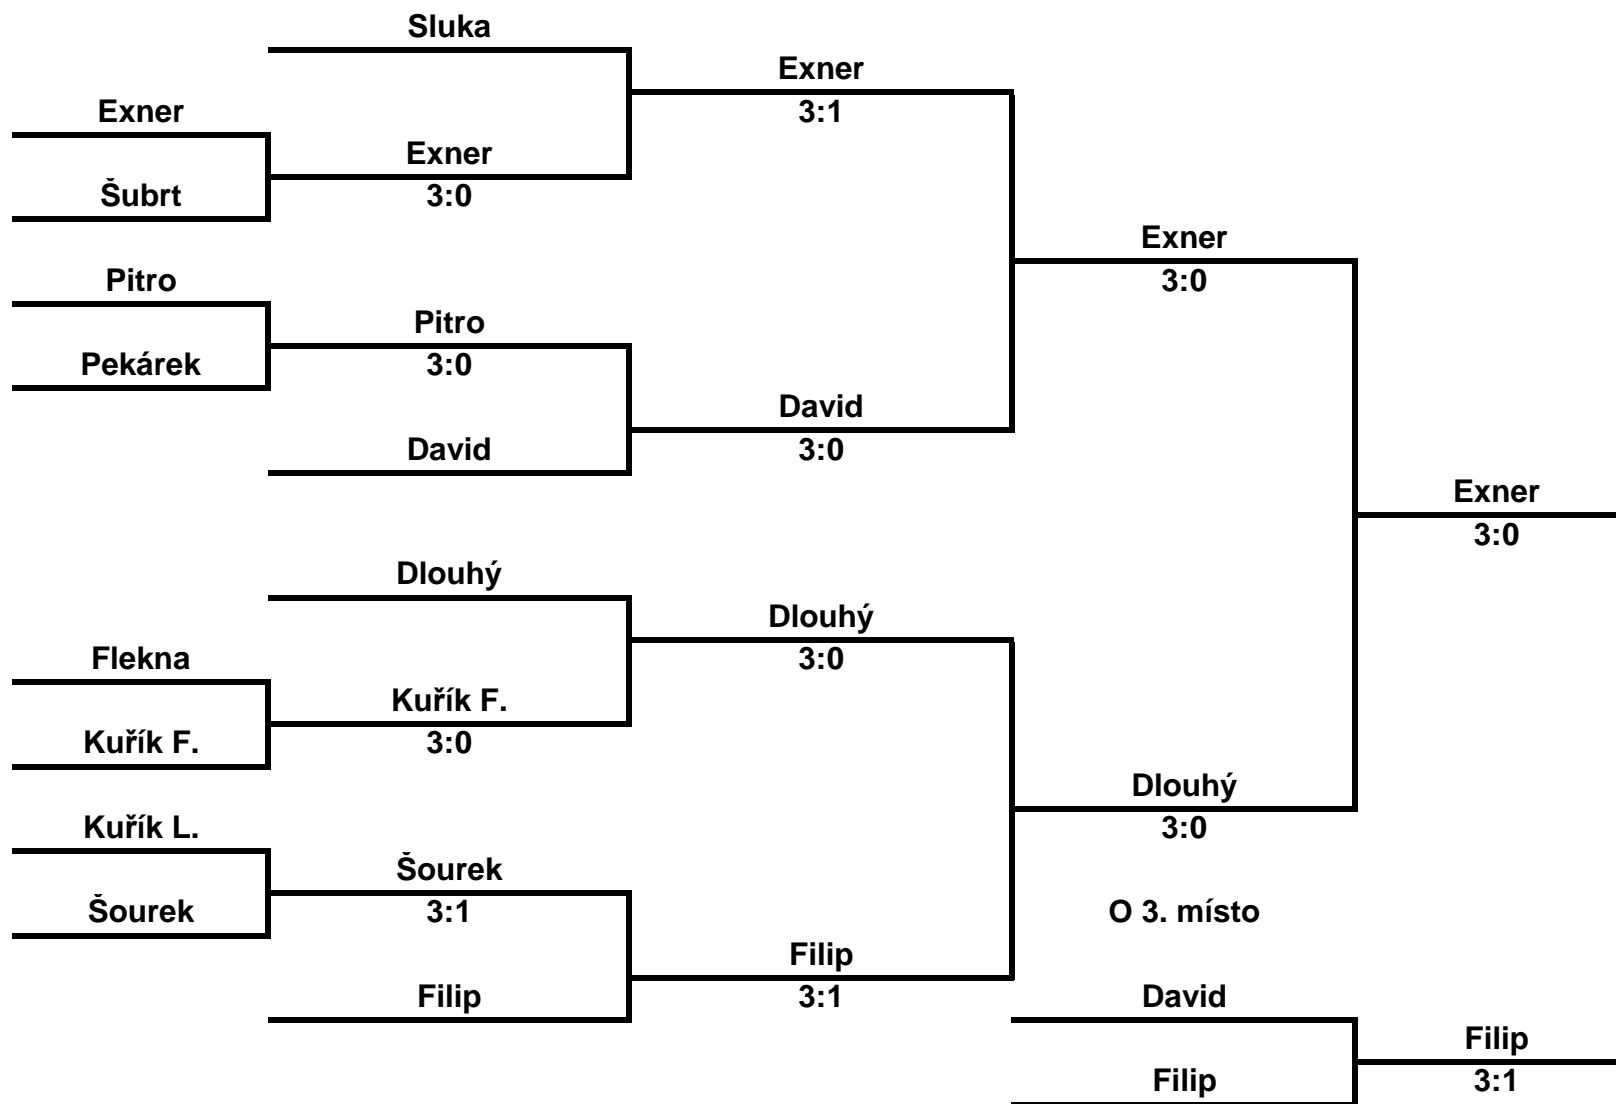 Sluka
Exner
Exner
3:1
Exner
Šubrt
3:0
Exner
Pitro
3:0
Pitro
Pekárek
3:0
David
David
3:0
Exner
3:0
Dlouhý
Dlouhý
Flekna
3:0
Kuřík F.
Kuřík F.
3:0
Dlouhý
Kuřík L.
3:0
Šourek
Šourek
3:1
O 3. místo
Filip
Filip
3:1
David
Filip
Filip
3:1